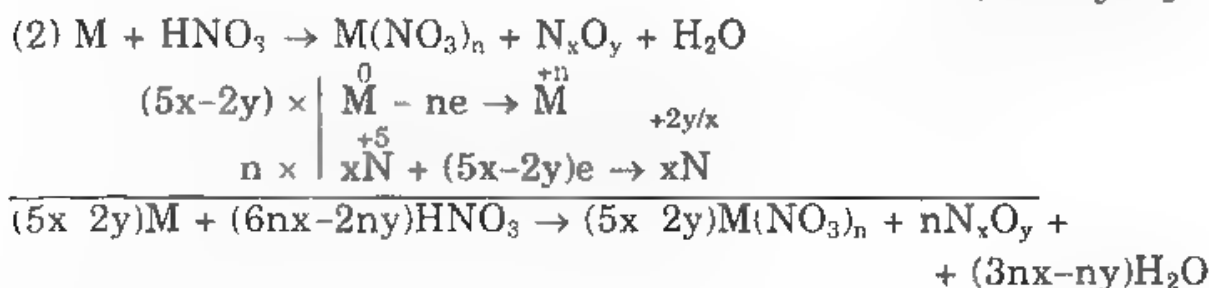 (2) M + HNO₃ → M(NO₃)ₙ + NₓOᵧ + H₂O
0 +n
(5x-2y) × | M - ne → M
+5 +2y/x
n × | xN + (5x-2y)e → xN
(5x 2y)M + (6nx-2ny)HNO₃ → (5x 2y)M(NO₃)ₙ + nNₓOᵧ +
+ (3nx-ny)H₂O